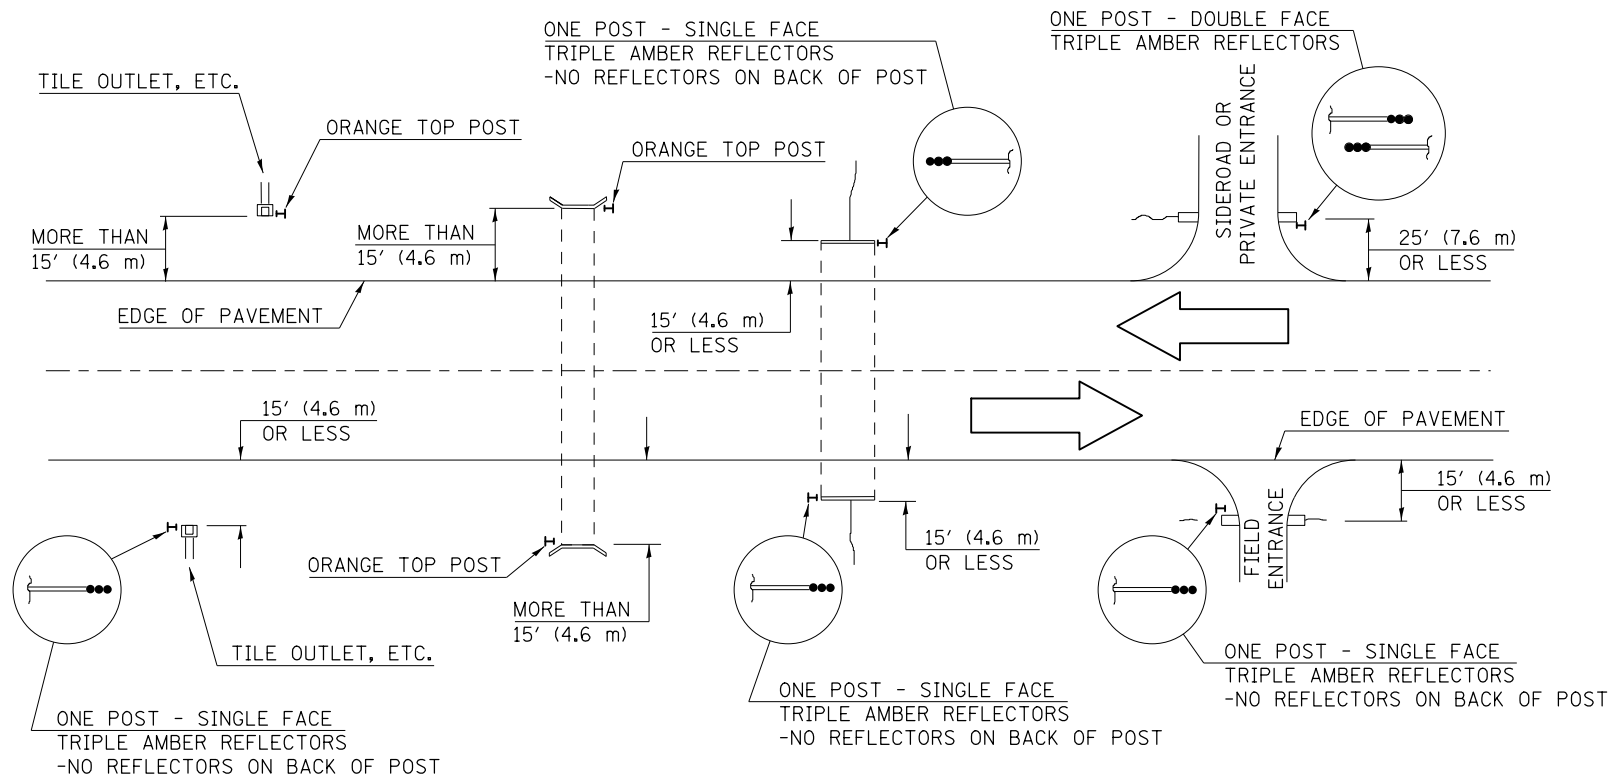 ONE POST - SINGLE FACE
TRIPLE AMBER REFLECTORS
-NO REFLECTORS ON BACK OF POST
ONE POST - DOUBLE FACE
TRIPLE AMBER REFLECTORS
TILE OUTLET, ETC.
ORANGE TOP POST
ORANGE TOP POST
SIDEROAD OR
PRIVATE ENTRANCE
MORE THAN
15' (4.6 m)
MORE THAN
15' (4.6 m)
25' (7.6 m)
OR LESS
EDGE OF PAVEMENT
15' (4.6 m)
OR LESS
15' (4.6 m)
OR LESS
EDGE OF PAVEMENT
15' (4.6 m)
OR LESS
FIELD
ENTRANCE
15' (4.6 m)
OR LESS
ORANGE TOP POST
MORE THAN
15' (4.6 m)
TILE OUTLET, ETC.
ONE POST - SINGLE FACE
TRIPLE AMBER REFLECTORS
-NO REFLECTORS ON BACK OF POST
ONE POST - SINGLE FACE
TRIPLE AMBER REFLECTORS
-NO REFLECTORS ON BACK OF POST
ONE POST - SINGLE FACE
TRIPLE AMBER REFLECTORS
-NO REFLECTORS ON BACK OF POST